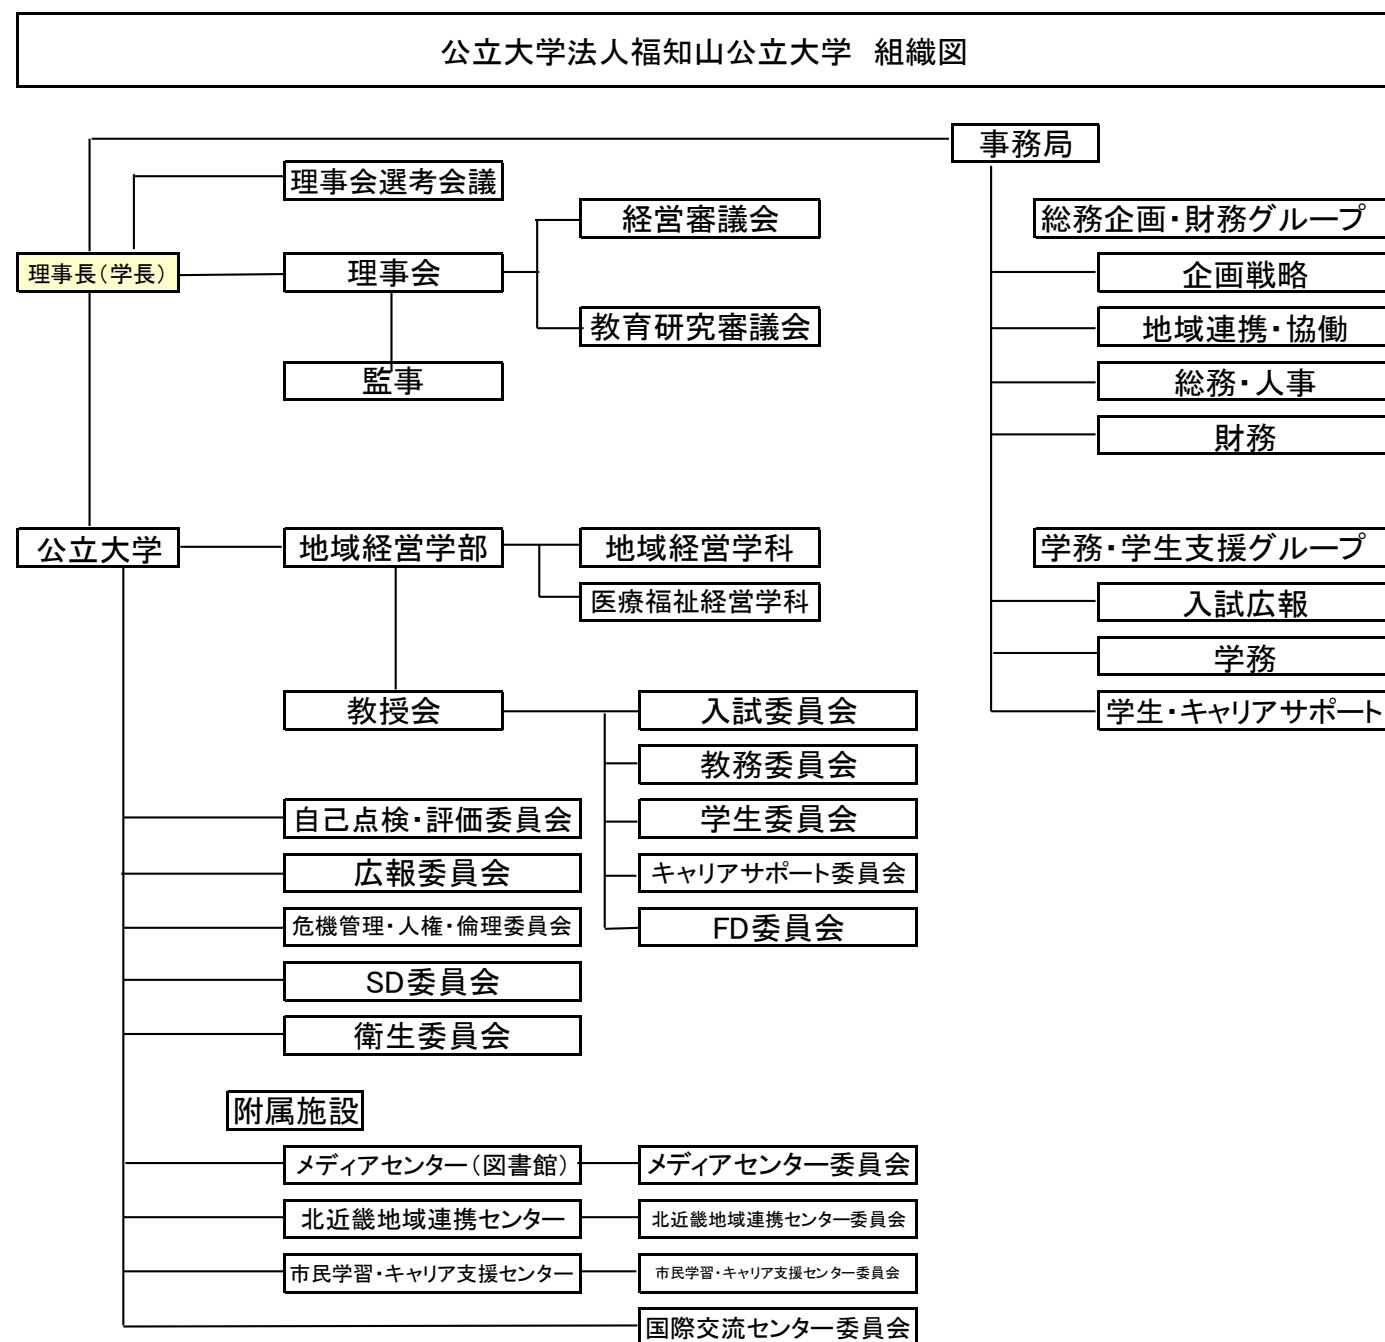 公立大学法人福知山公立大学　組織図
事務局
理事会選考会議
総務企画・財務グループ
経営審議会
理事長(学長)
理事会
企画戦略
教育研究審議会
地域連携・協働
監事
総務・人事
財務
公立大学
地域経営学部
地域経営学科
学務・学生支援グループ
医療福祉経営学科
入試広報
学務
教授会
入試委員会
学生・キャリアサポート
教務委員会
自己点検・評価委員会
学生委員会
広報委員会
キャリアサポート委員会
危機管理・人権・倫理委員会
FD委員会
SD委員会
衛生委員会
附属施設
メディアセンター(図書館)
メディアセンター委員会
北近畿地域連携センター
北近畿地域連携センター委員会
市民学習・キャリア支援センター
市民学習・キャリア支援センター委員会
国際交流センター委員会